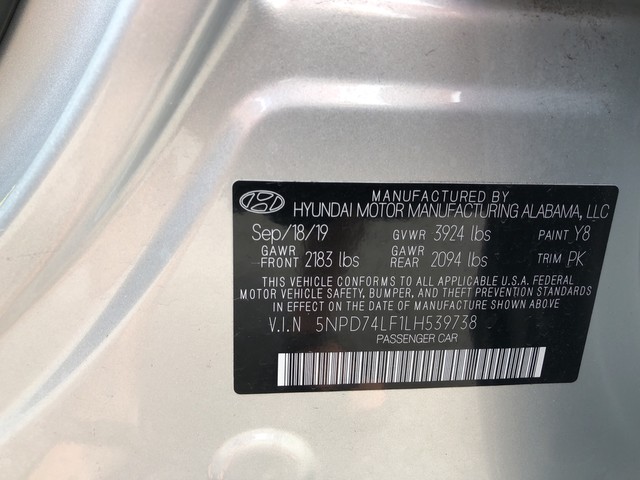 MANUFACTURED BY
HYUNDAI MOTOR MANUFACTURING ALABAMA, LLC
Sep/18/19 GVWR 3924 lbs PAINT Y8
GAWR FRONT 2183 lbs GAWR REAR 2094 lbs TRIM PK
THIS VEHICLE CONFORMS TO ALL APPLICABLE U.S.A. FEDERAL
MOTOR VEHICLE SAFETY, BUMPER, AND THEFT PREVENTION STANDARDS
IN EFFECT ON THE DATE OF MANUFACTURE SHOWN ABOVE.
V.I.N 5NPD74LF1LH539738
PASSENGER CAR